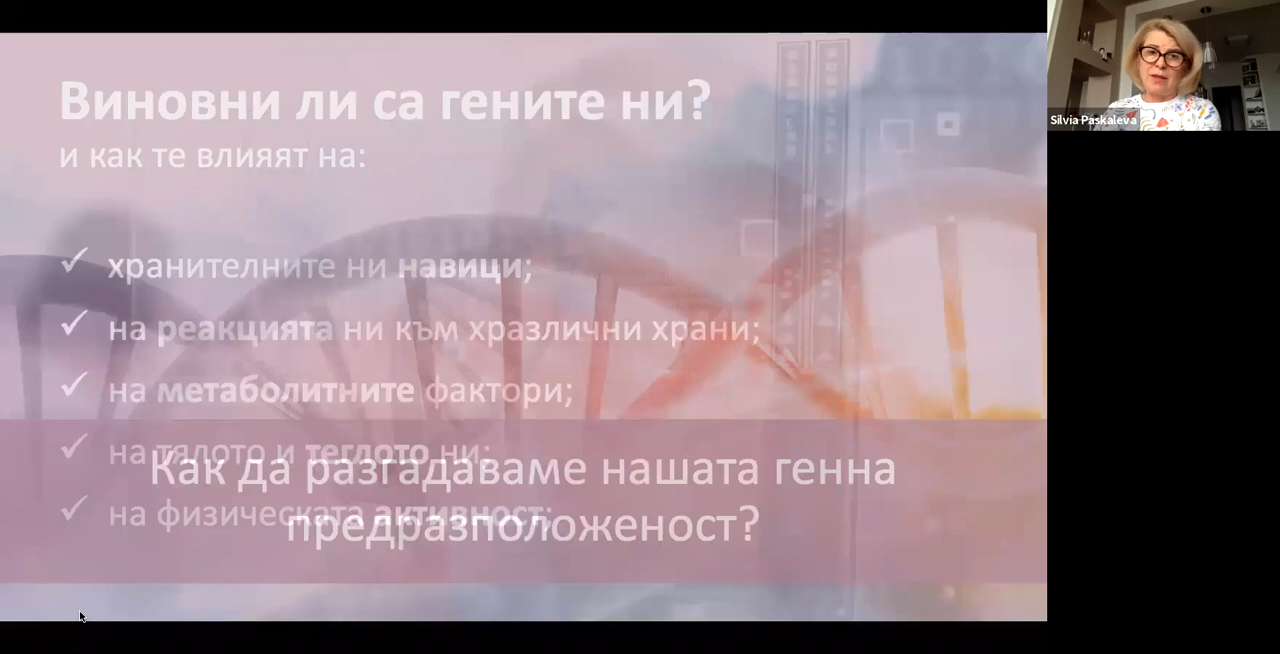 Виновни ли са гените ни?
и как те влияят на:
✓ хранителните ни навици;
✓ на реакцията ни към хразлични храни;
✓ на метаболитните фактори;
✓ на тялото и теглото ни;
✓ на физическата активност;
Как да разгадаваме нашата генна
предразположеност?
Silvia Paskaleva